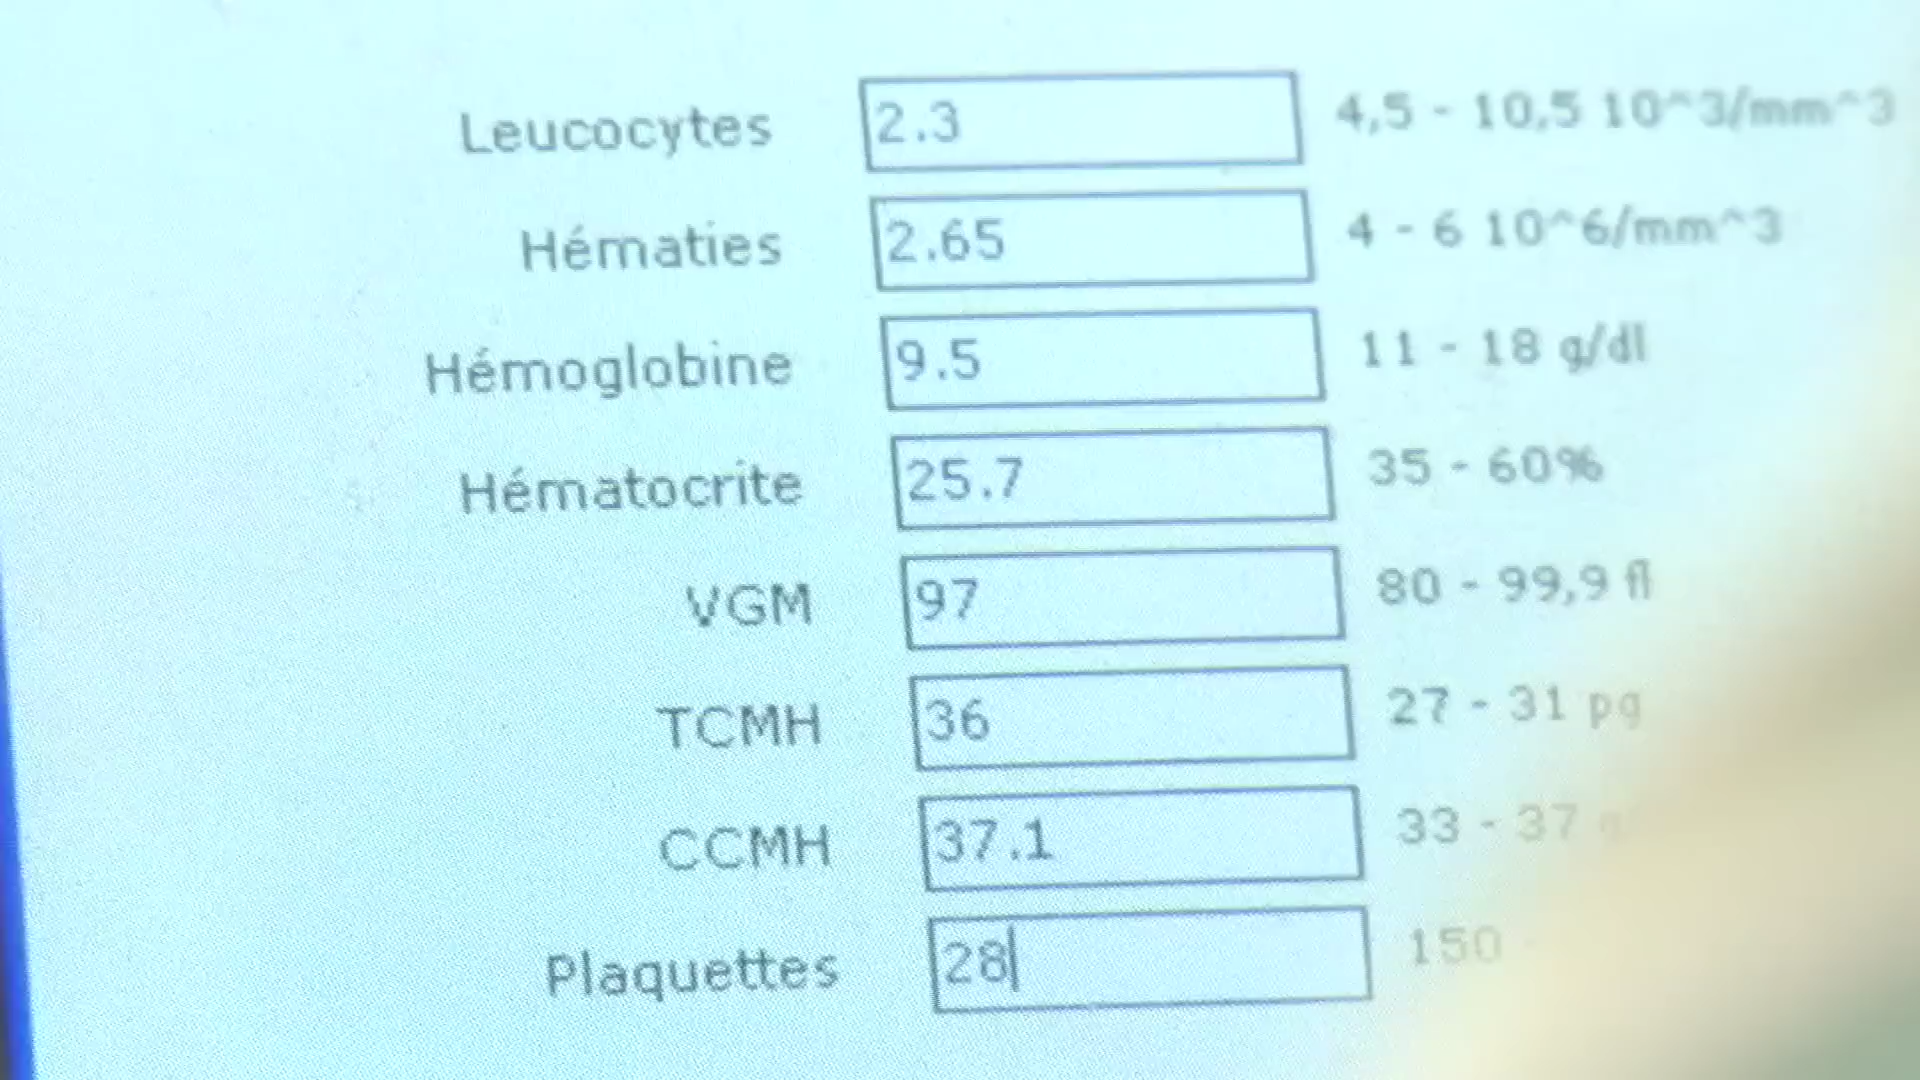 Leucocytes 2.3 4,5 - 10,5 10^3/mm^3
Hématies 2.65 4 - 6 10^6/mm^3
Hémoglobine 9.5 11 - 18 g/dl
Hématocrite 25.7 35 - 60%
VGM 97 80 - 99,9 fl
TCMH 36 27 - 31 pg
CCMH 37.1 33 - 37
Plaquettes 28 150